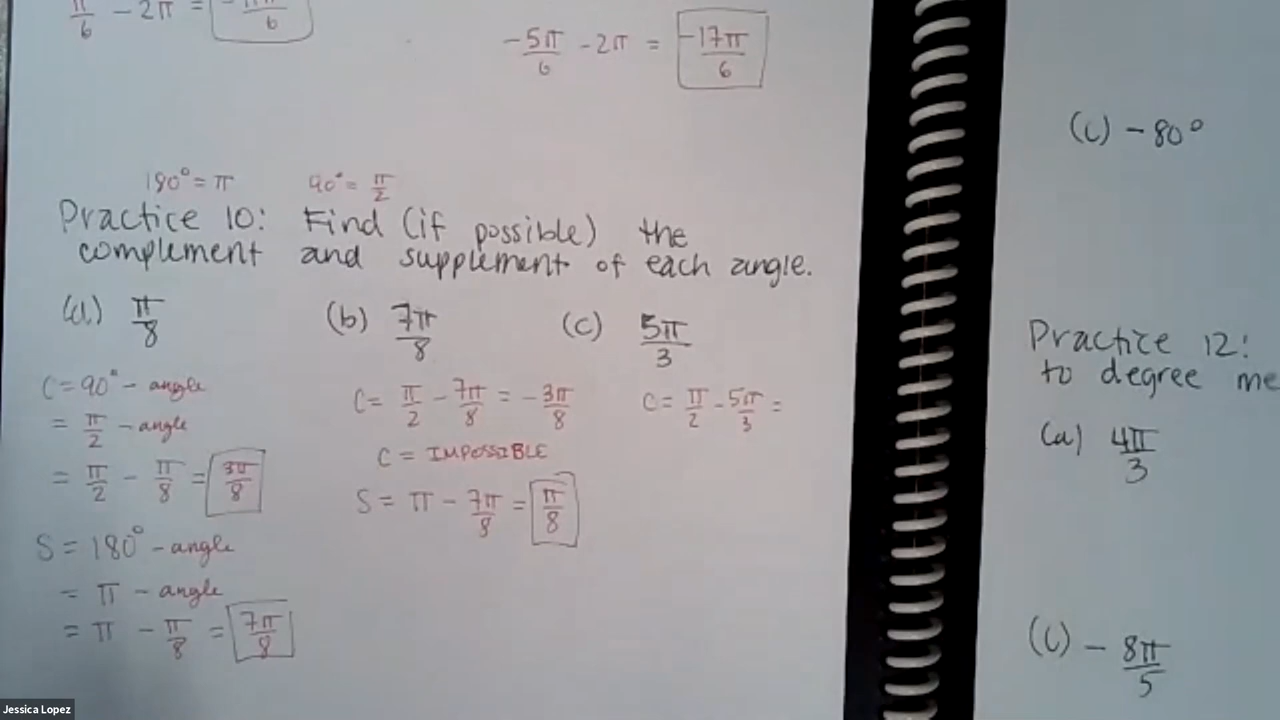 π/6 - 2π =
6
-5π/6 - 2π = -17π/6
180° = π 90° = π/2
Practice 10: Find (if possible) the
complement and supplement of each angle.
(a) π/8 (b) 7π/8 (c) 5π/3
C = 90° - angle
= π/2 - angle
= π/2 - π/8 = 3π/8
S = 180° - angle
= π - angle
= π - π/8 = 7π/8
C = π/2 - 7π/8 = - 3π/8
C = IMPOSSIBLE
S = π - 7π/8 = π/8
C = π/2 - 5π/3 =
(c) - 80°
Practice 12:
to degree me
(a) 4π/3
(c) - 8π/5
Jessica Lopez